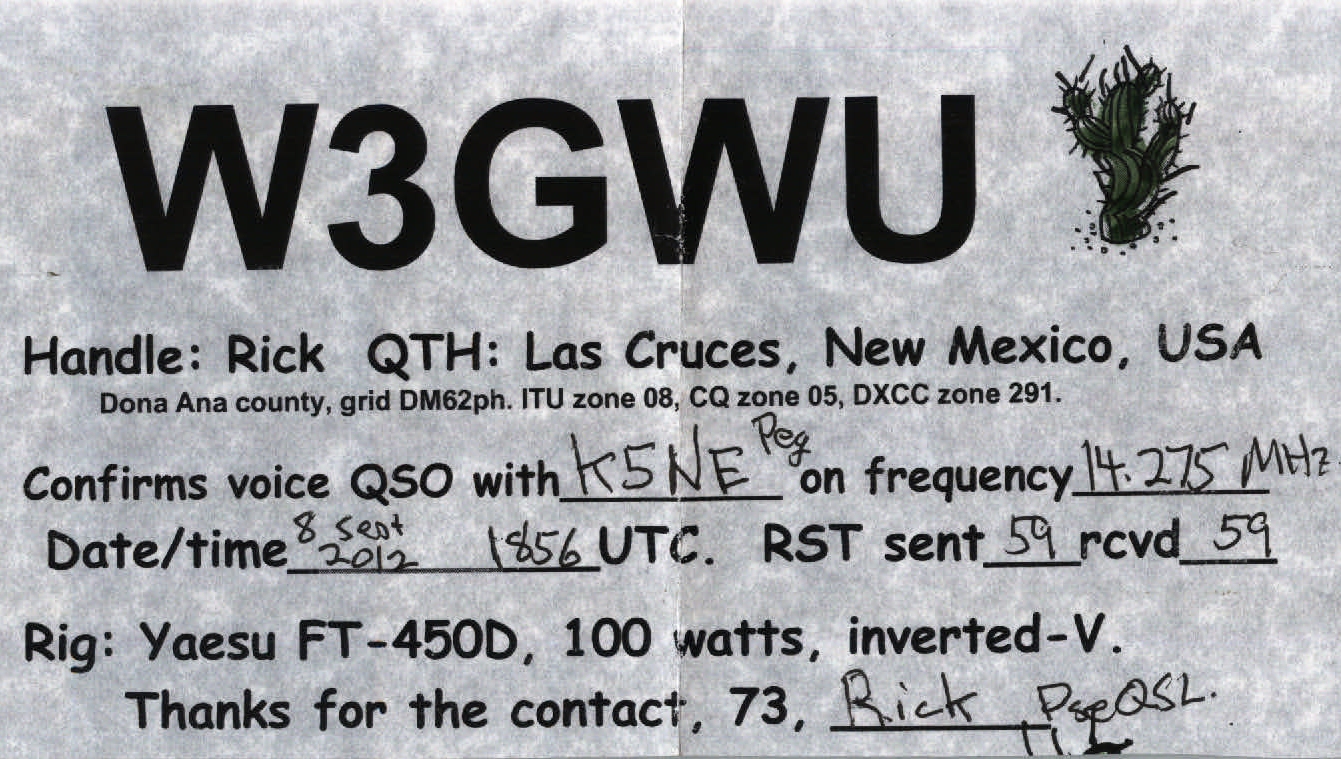 W3GWU
Handle: Rick QTH: Las Cruces, New Mexico, USA
Dona Ana county, grid DM62ph. ITU zone 08, CQ zone 05, DXCC zone 291.
Confirms voice QSO with K5NE Peg on frequency 14.275 MHz
Date/time 8 Sept 2012 1856 UTC. RST sent 59 rcvd 59
Rig: Yaesu FT-450D, 100 watts, inverted-V.
Thanks for the contact, 73, Rick Pse QSL.